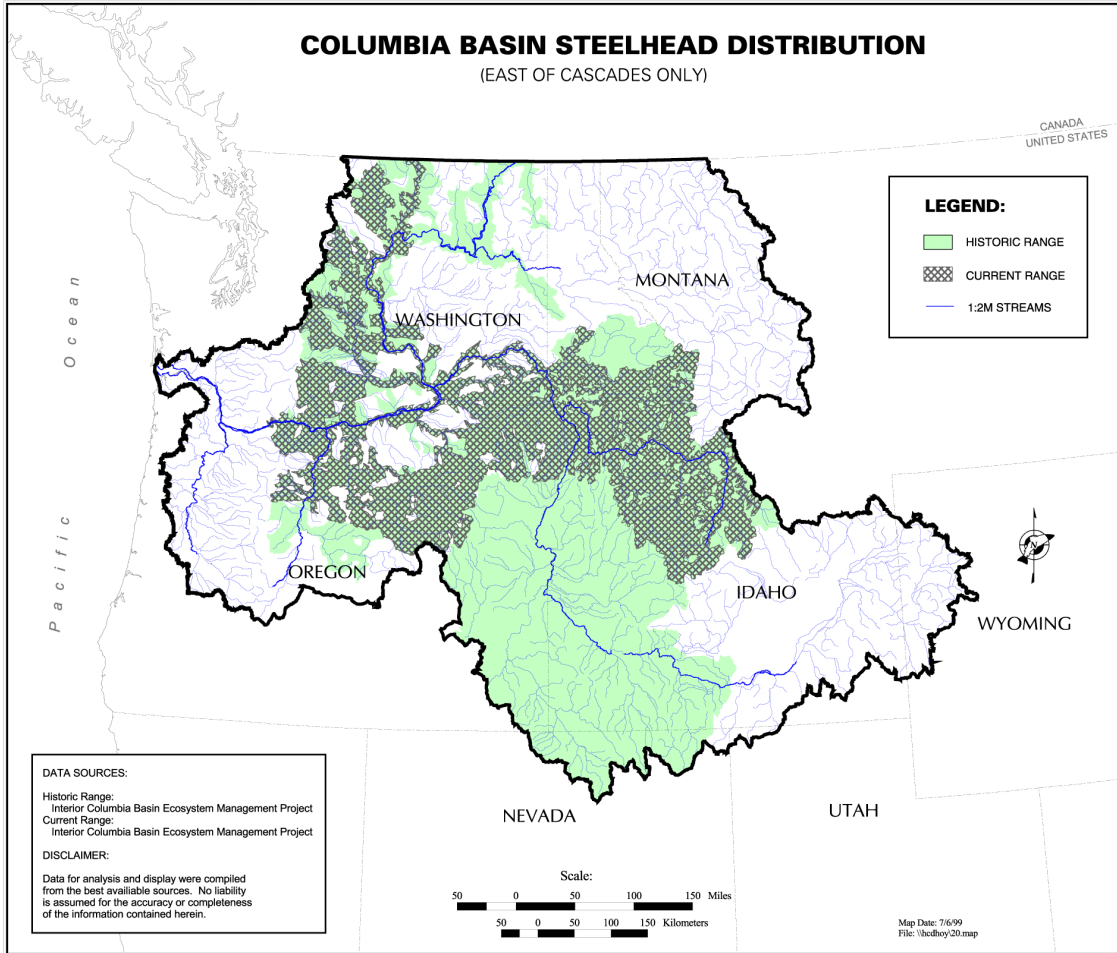 COLUMBIA BASIN STEELHEAD DISTRIBUTION
(EAST OF CASCADES ONLY)
CANADA
UNITED STATES
LEGEND:
HISTORIC RANGE
CURRENT RANGE
1:2M STREAMS
MONTANA
WASHINGTON
Pacific Ocean
OREGON
IDAHO
N
WYOMING
NEVADA
UTAH
DATA SOURCES:
Historic Range:
Interior Columbia Basin Ecosystem Management Project
Current Range:
Interior Columbia Basin Ecosystem Management Project
DISCLAIMER:
Data for analysis and display were compiled
from the best availiable sources. No liability
is assumed for the accuracy or completeness
of the information contained herein.
Scale:
50 0 50 100 150 Miles
50 0 50 100 150 Kilometers
Map Date: 7/6/99
File: \\hcdhoy\20.map